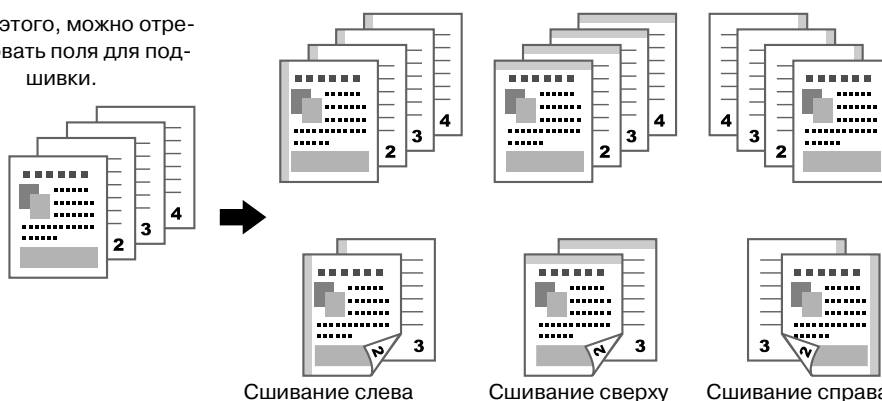 этого, можно отре-
овать поля для под-
шивки.
2 3 4
2 3 4
2 3 4
4 3 2
2 3
2 3
3 2
Сшивание слева
Сшивание сверху
Сшивание справа